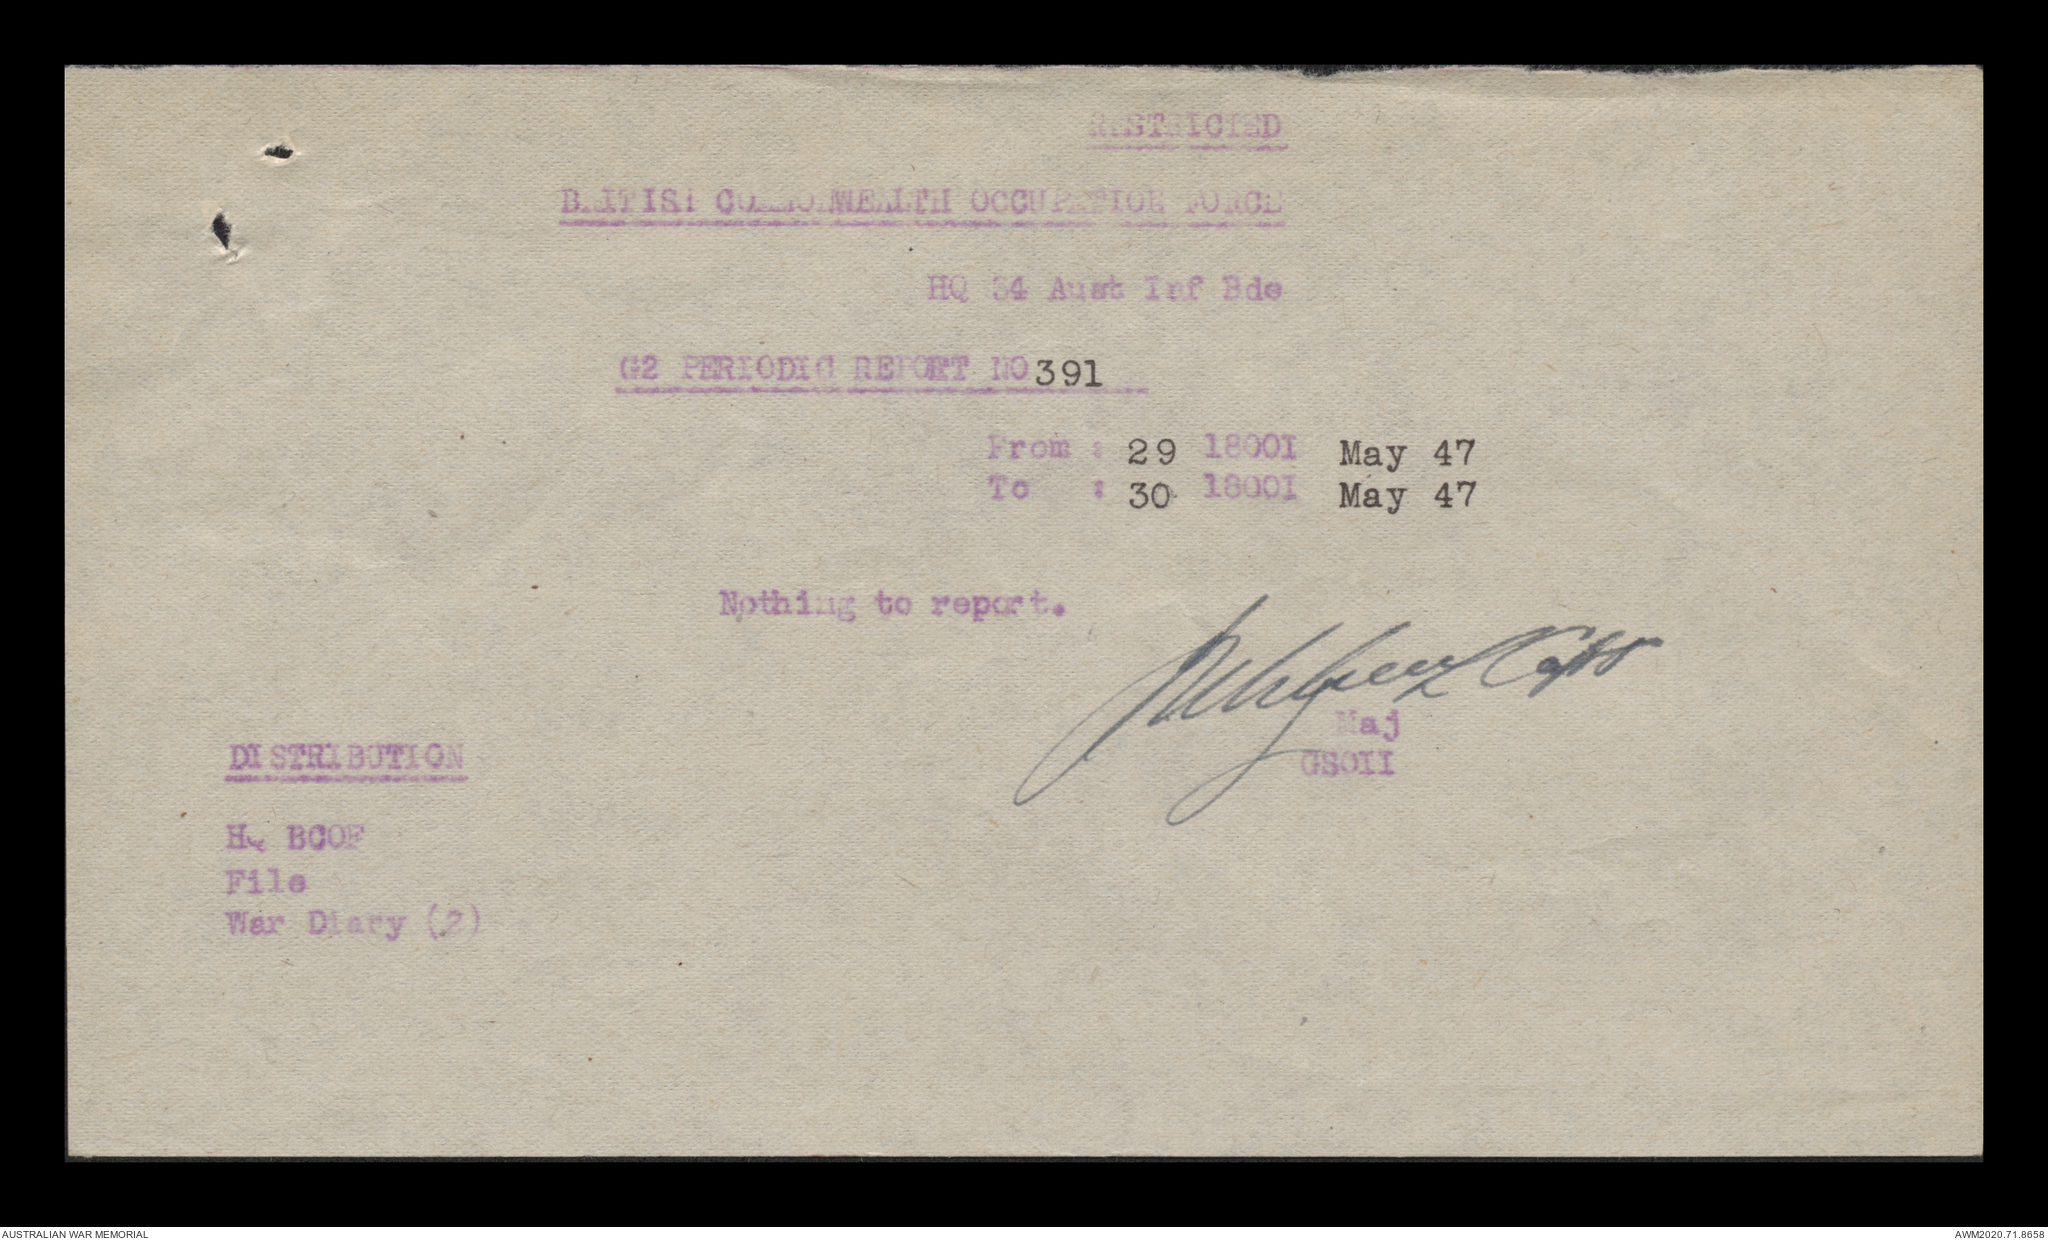 RESTRICTED
BRITISH COMMONWEALTH OCCUPATION FORCE
HQ 34 Aust Inf Bde
G2 PERIODIC REPORT NO 391
From : 29 1800I May 47
To : 30 1800I May 47
Nothing to report.
Capt
Maj
GSOII
DISTRIBUTION
HQ BCOF
File
War Diary (2)
AUSTRALIAN WAR MEMORIAL
AWM2020.71.8658